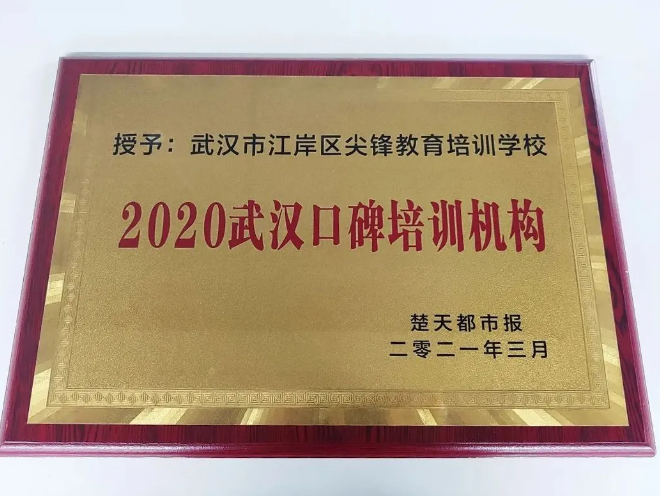 授予：武汉市江岸区尖锋教育培训学校
2020武汉口碑培训机构
楚天都市报
二零二一年三月